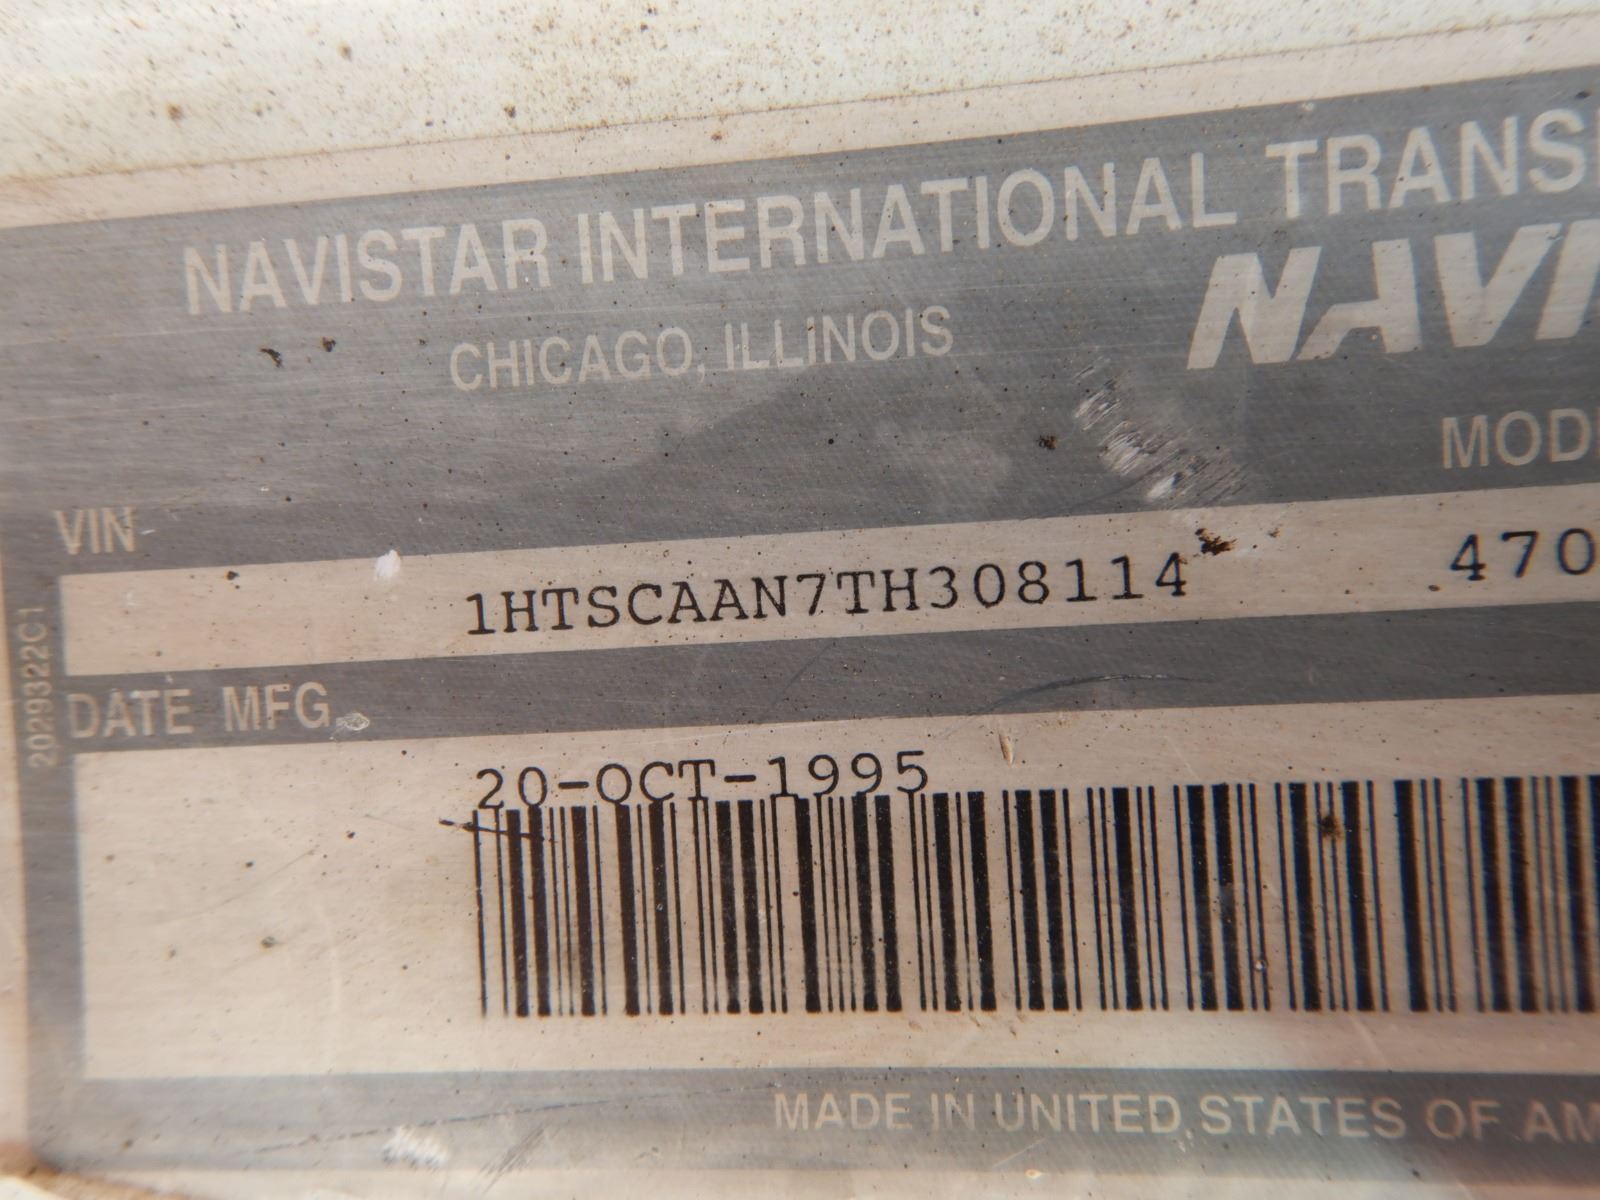 NAVISTAR INTERNATIONAL TRANS
CHICAGO, ILLINOIS
NAVI
MOD
VIN
1HTSCAAN7TH308114 470
DATE MFG.
20-OCT-1995
2029322C1
MADE IN UNITED STATES OF AM